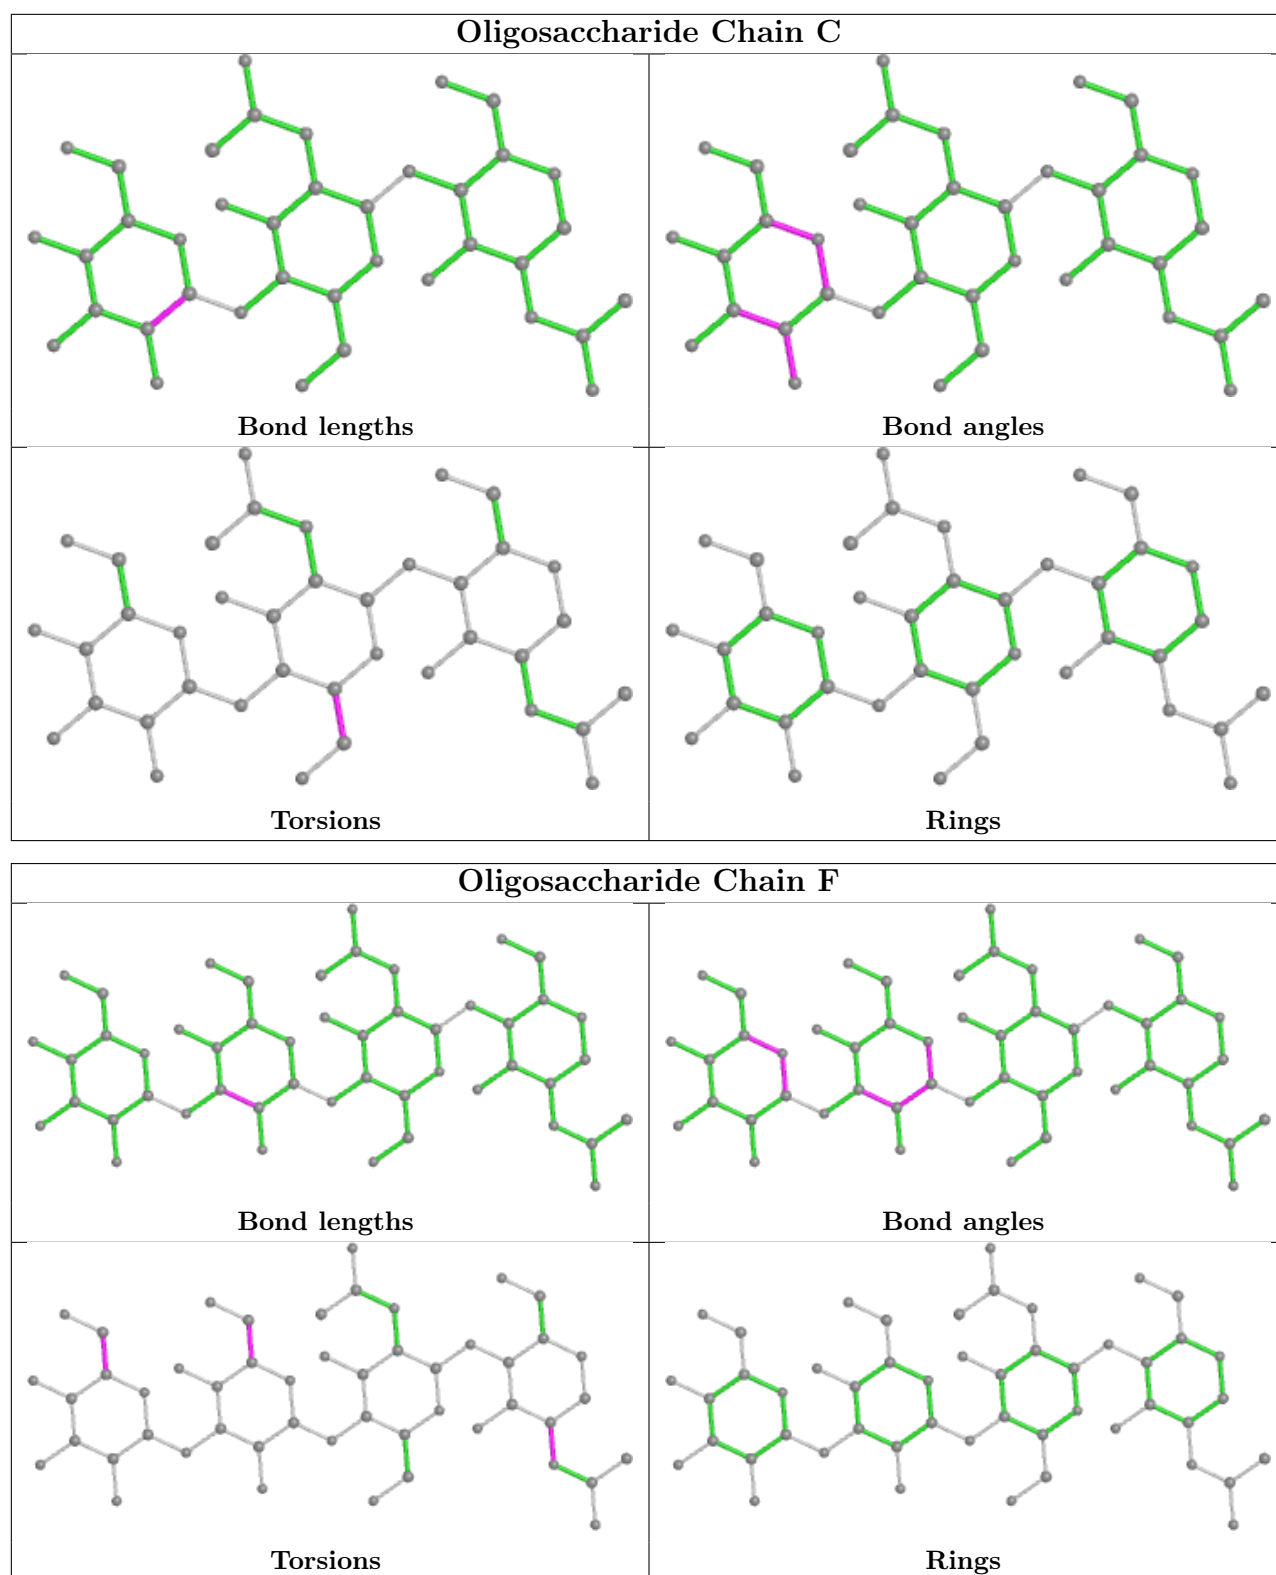 Oligosaccharide Chain C
Bond lengths
Bond angles
Torsions
Rings
Oligosaccharide Chain F
Bond lengths
Bond angles
Torsions
Rings